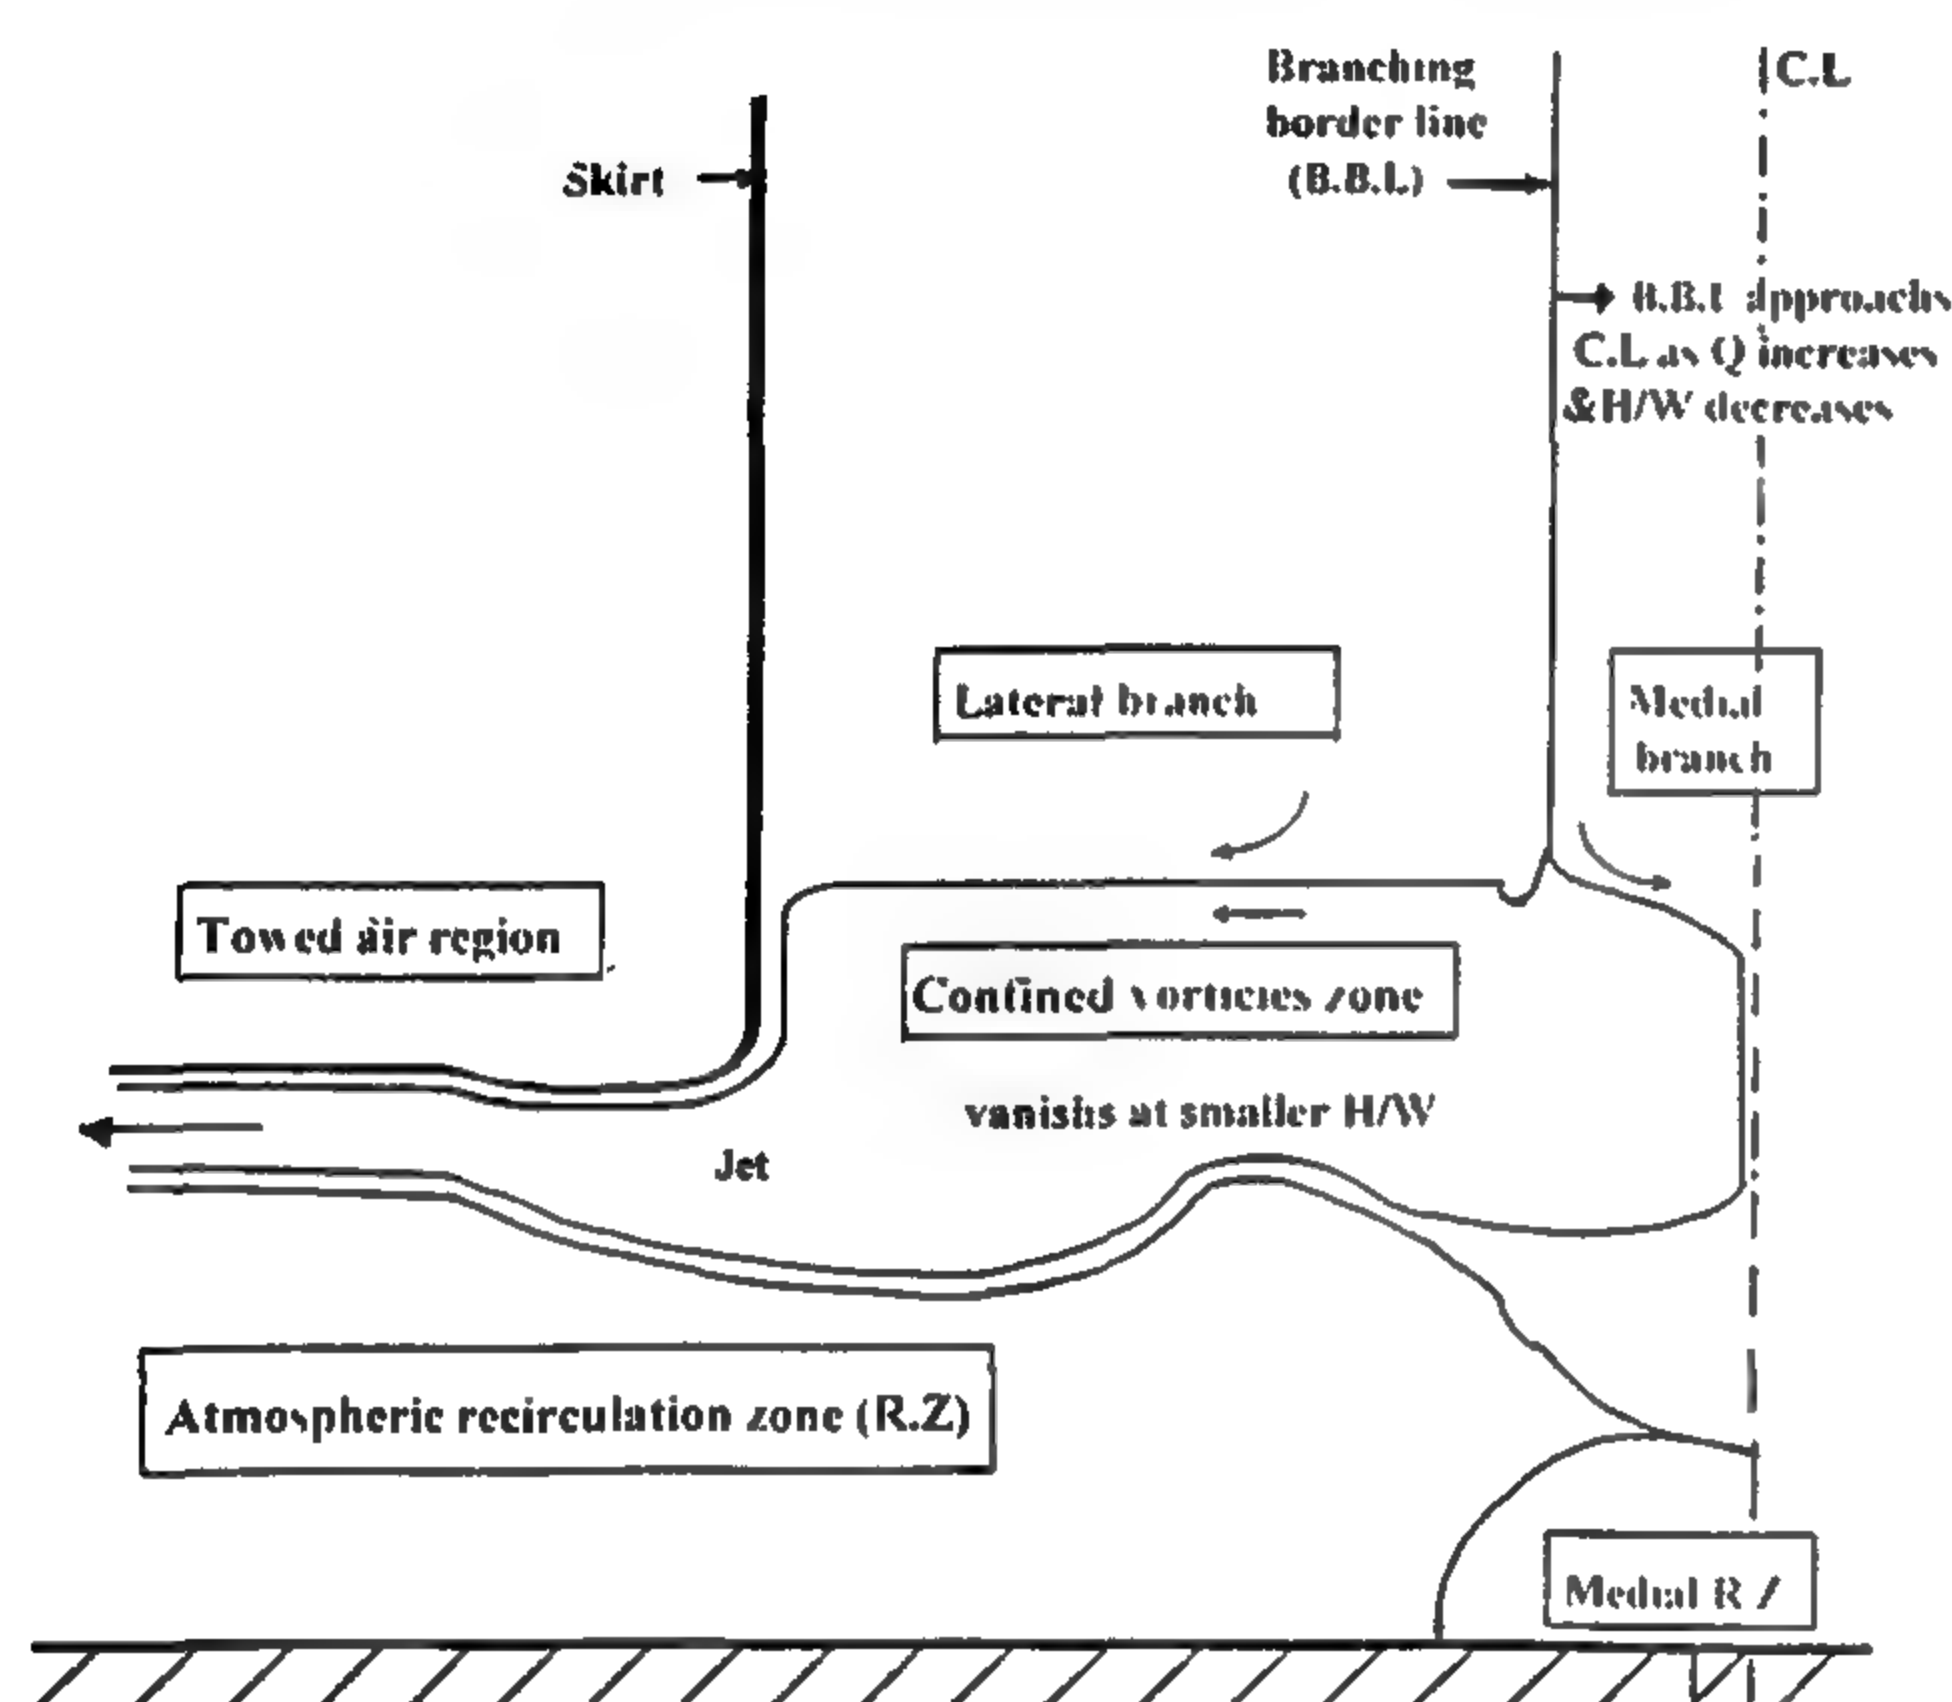 Branching
border line
(B.B.L)
C.L
Skirt
B.B.L approachs
C.L as Q increases
&H/W decreases
Lateral branch
Medial
branch
Towed air region
Confined vorticies zone
vanishs at smaller H/W
Jet
Atmospheric recirculation zone (R.Z)
Medial R.Z